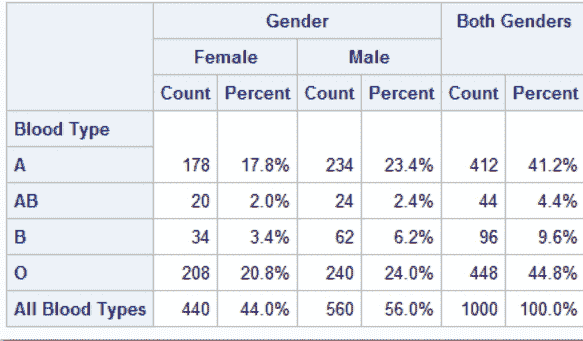 Gender Both Genders
Female Male
Count Percent Count Percent Count Percent
Blood Type
A 178 17.8% 234 23.4% 412 41.2%
AB 20 2.0% 24 2.4% 44 4.4%
B 34 3.4% 62 6.2% 96 9.6%
O 208 20.8% 240 24.0% 448 44.8%
All Blood Types 440 44.0% 560 56.0% 1000 100.0%